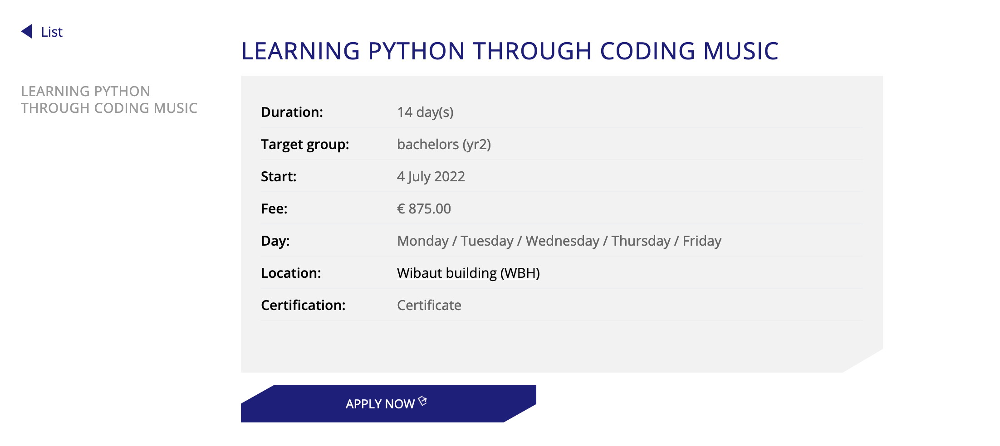 List
LEARNING PYTHON THROUGH CODING MUSIC
LEARNING PYTHON
THROUGH CODING MUSIC
Duration: 14 day(s)
Target group: bachelors (yr2)
Start: 4 July 2022
Fee: € 875.00
Day: Monday / Tuesday / Wednesday / Thursday / Friday
Location: Wibaut building (WBH)
Certification: Certificate
APPLY NOW